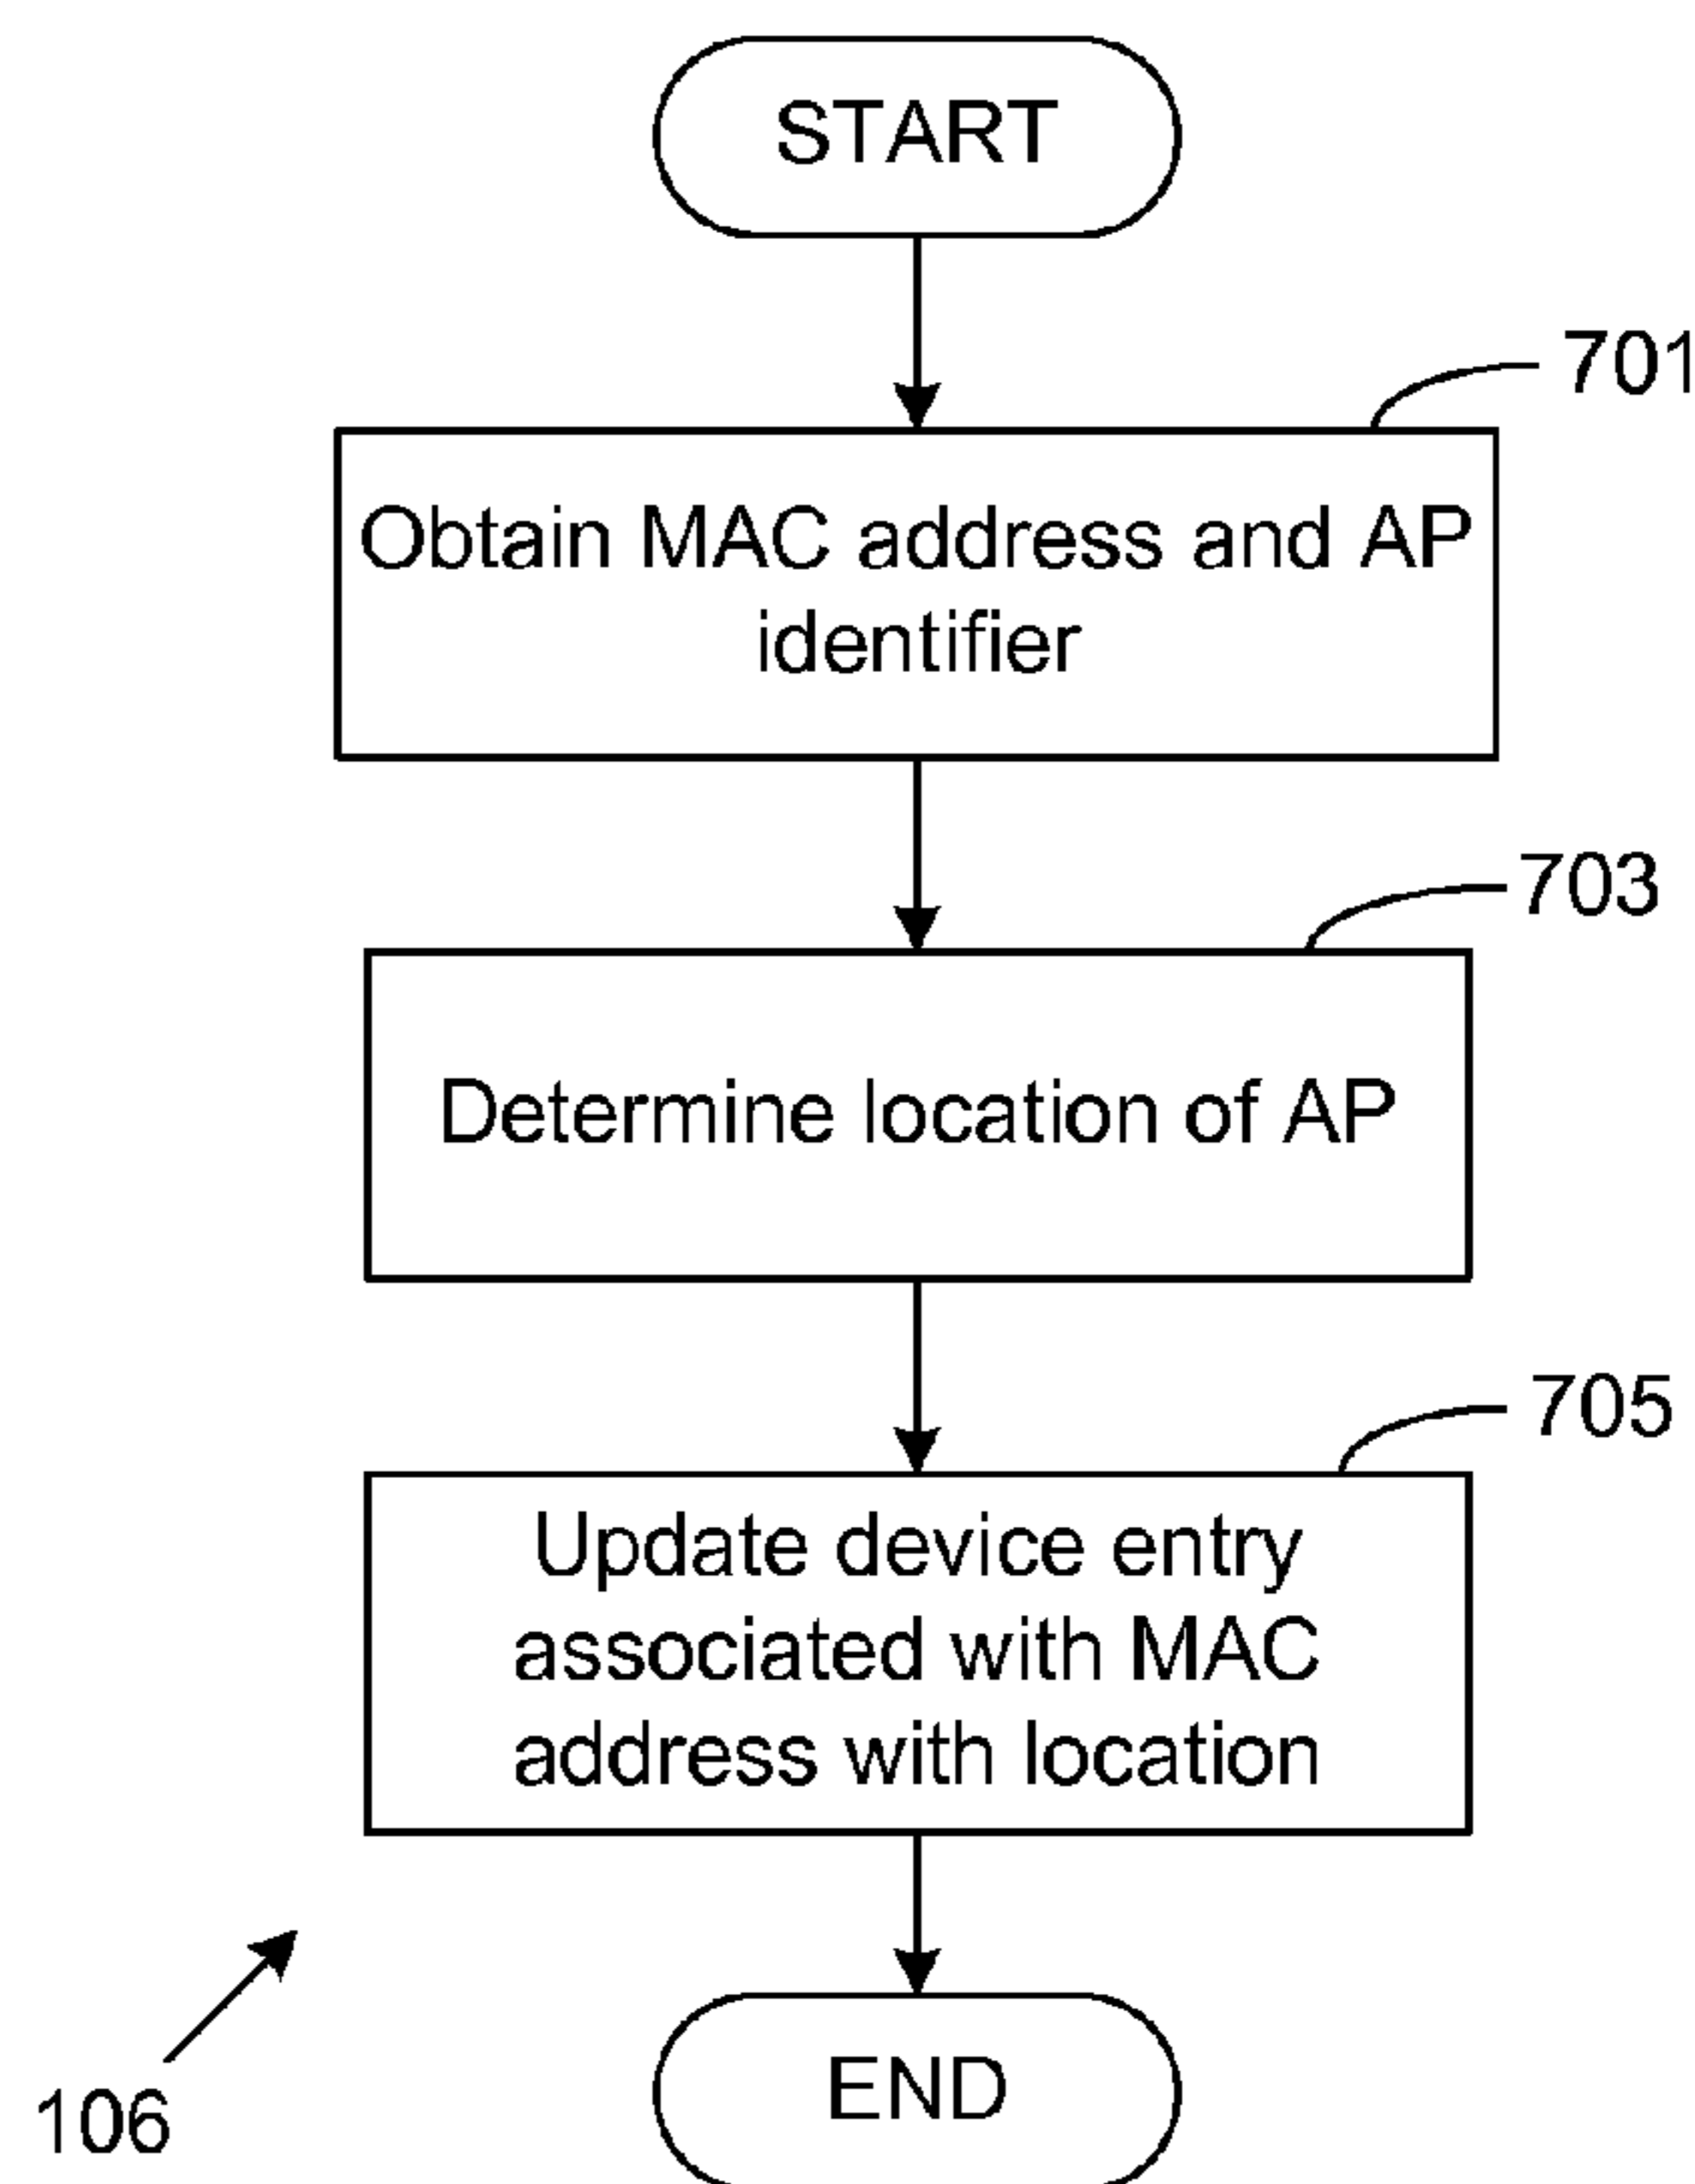 START
701
Obtain MAC address and AP
identifier
703
Determine location of AP
705
Update device entry
associated with MAC
address with location
END
106